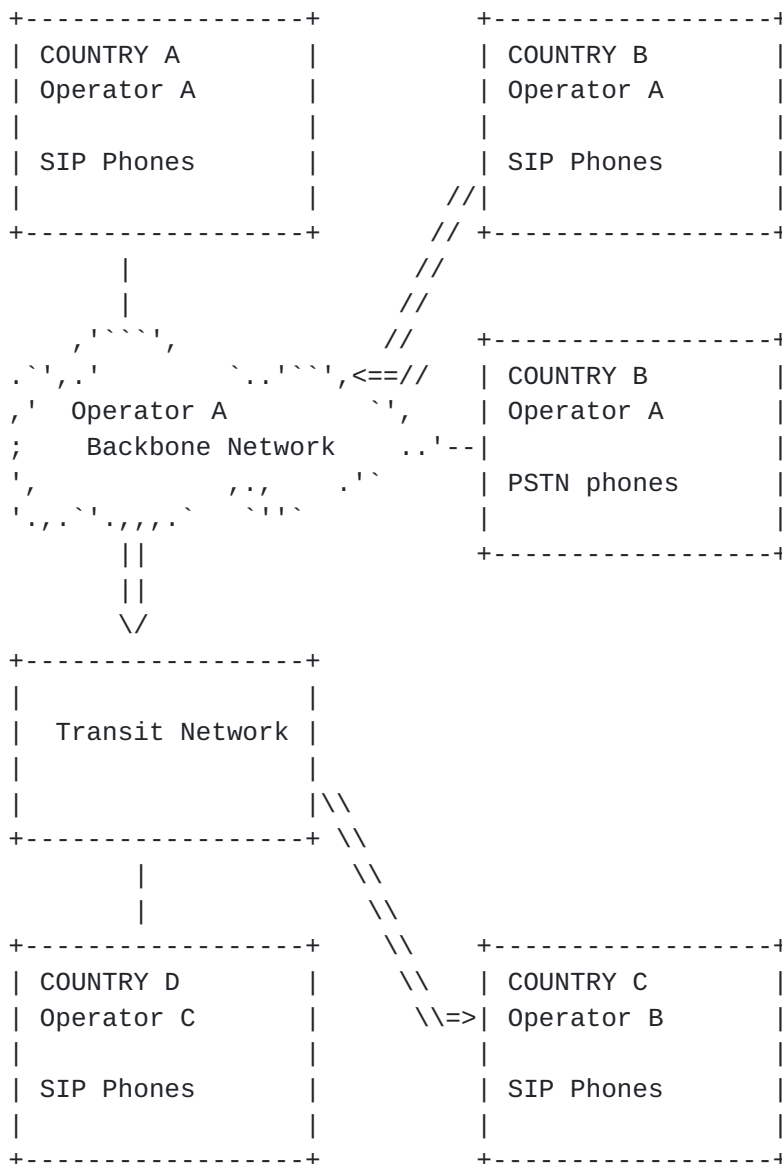 COUNTRY A
Operator A
SIP Phones
COUNTRY B
Operator A
SIP Phones
Operator A
Backbone Network
COUNTRY B
Operator A
PSTN phones
Transit Network
COUNTRY D
Operator C
SIP Phones
COUNTRY C
Operator B
SIP Phones